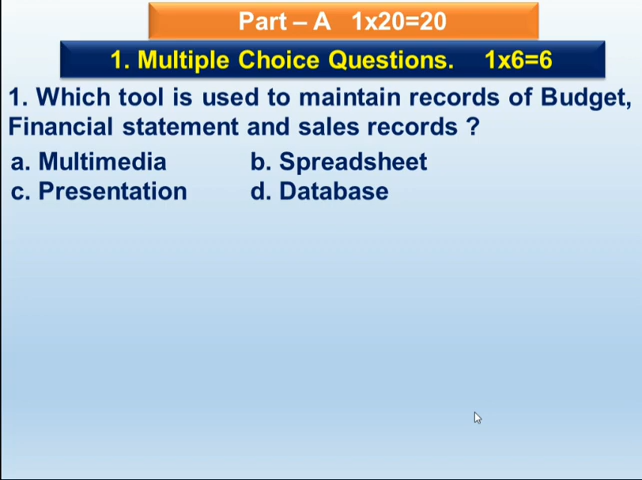 Part – A 1x20=20
1. Multiple Choice Questions. 1x6=6
1. Which tool is used to maintain records of Budget,
Financial statement and sales records ?
a. Multimedia b. Spreadsheet
c. Presentation d. Database